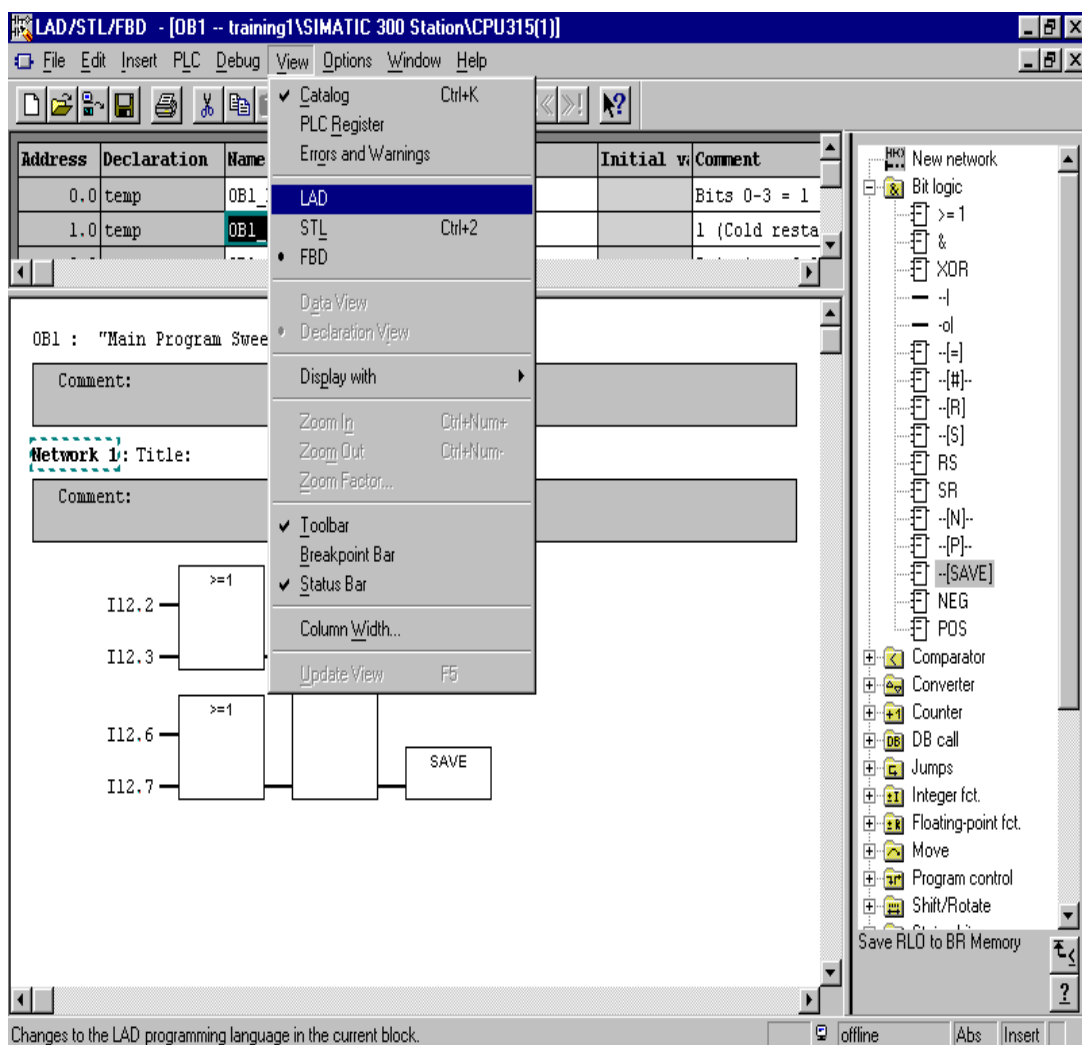 LAD/STL/FBD - [OB1 -- training1\SIMATIC 300 Station\CPU315(1)]
File Edit Insert PLC Debug View Options Window Help
Catalog Ctrl+K
PLC Register
Errors and Warnings
LAD
STL Ctrl+2
FBD
Data View
Declaration View
Display with
Zoom In Ctrl+Num+
Zoom Out Ctrl+Num-
Zoom Factor...
Toolbar
Breakpoint Bar
Status Bar
Column Width...
Update View F5
Address Declaration Name Initial Comment
0.0 temp OB1_ Bits 0-3 = 1
1.0 temp OB1_ 1 (Cold resta
OB1 : "Main Program Swee
Comment:
Network 1: Title:
Comment:
>=1
I12.2
I12.3
>=1
I12.6
I12.7
SAVE
New network
Bit logic
>=1
&
XOR
--|
-o|
--[=]
--[#]--
--[R]
--[S]
RS
SR
--[N]--
--[P]--
--[SAVE]
NEG
POS
Comparator
Converter
Counter
DB call
Jumps
Integer fct.
Floating-point fct.
Move
Program control
Shift/Rotate
Save RLO to BR Memory
Changes to the LAD programming language in the current block.
offline Abs Insert